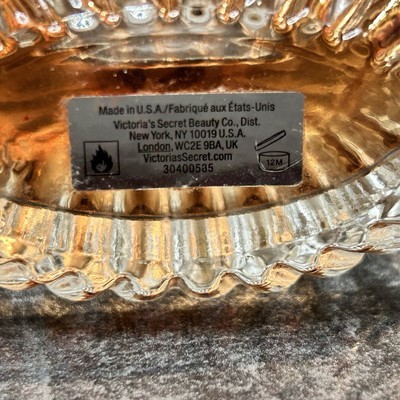 Made in U.S.A./Fabriqué aux États-Unis
Victoria's Secret Beauty Co., Dist.
New York, NY 10019 U.S.A.
London, WC2E 9BA, UK
VictoriasSecret.com
30400535
12M